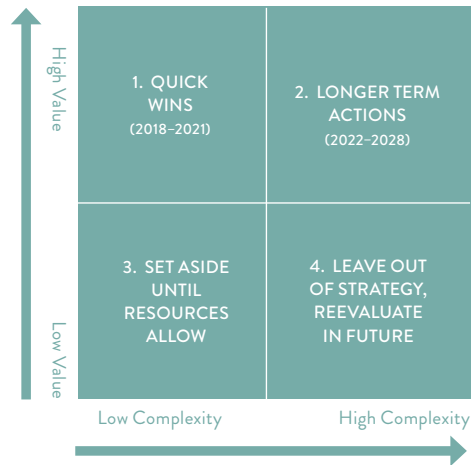 High Value
1. QUICK
WINS
(2018–2021)
2. LONGER TERM
ACTIONS
(2022–2028)
Low Value
3. SET ASIDE
UNTIL
RESOURCES
ALLOW
4. LEAVE OUT
OF STRATEGY,
REEVALUATE
IN FUTURE
Low Complexity
High Complexity